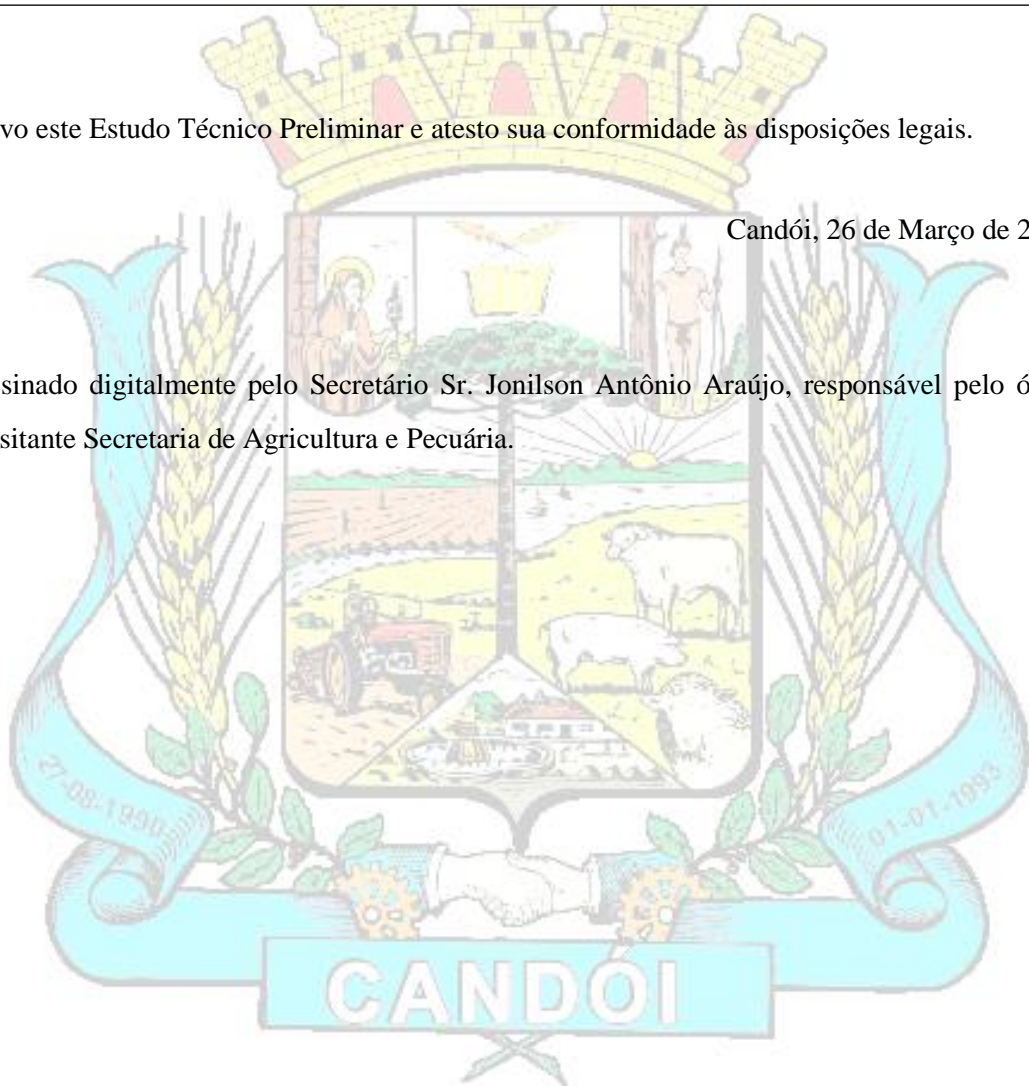 vo este Estudo Técnico Preliminar e atesto sua conformidade às disposições legais.
Candói, 26 de Março de 2
sinado digitalmente pelo Secretário Sr. Jonilson Antônio Araújo, responsável pelo ó
sitante Secretaria de Agricultura e Pecuária.
27-08-1990
01-01-1993
CANDÓI